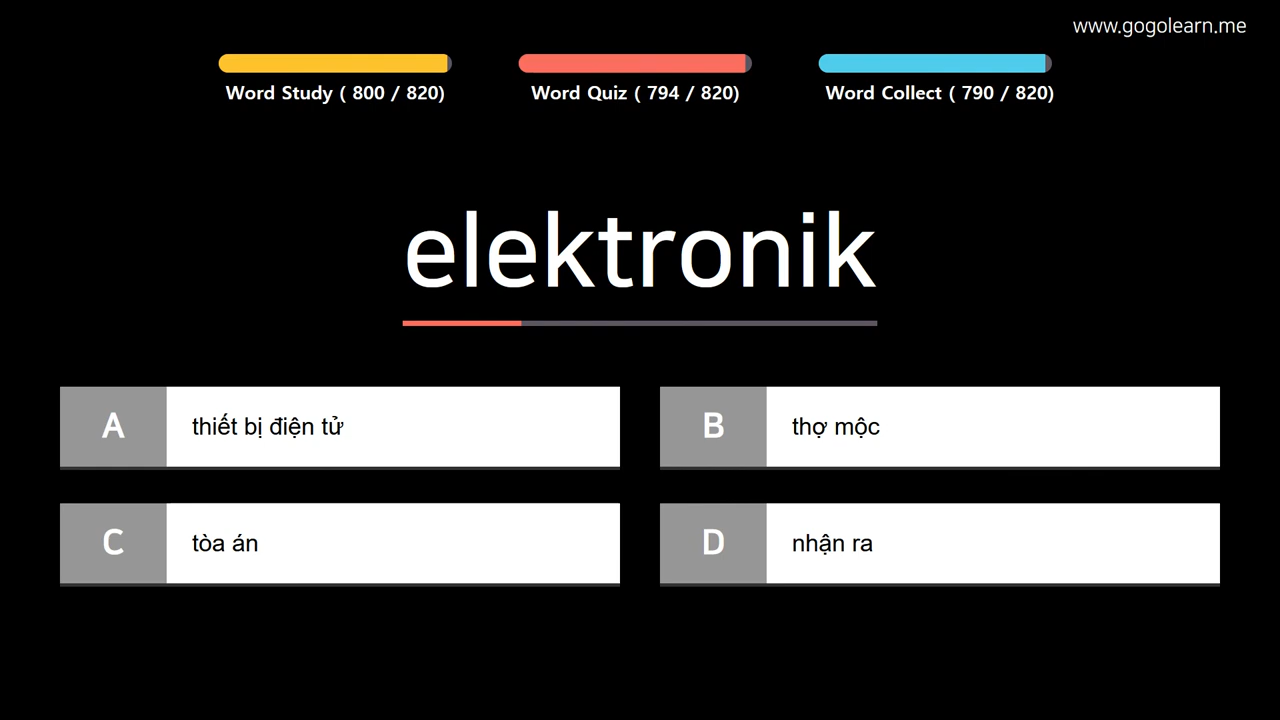 www.gogolearn.me
Word Study ( 800 / 820)
Word Quiz ( 794 / 820)
Word Collect ( 790 / 820)
elektronik
A
thiết bị điện tử
B
thợ mộc
C
tòa án
D
nhận ra